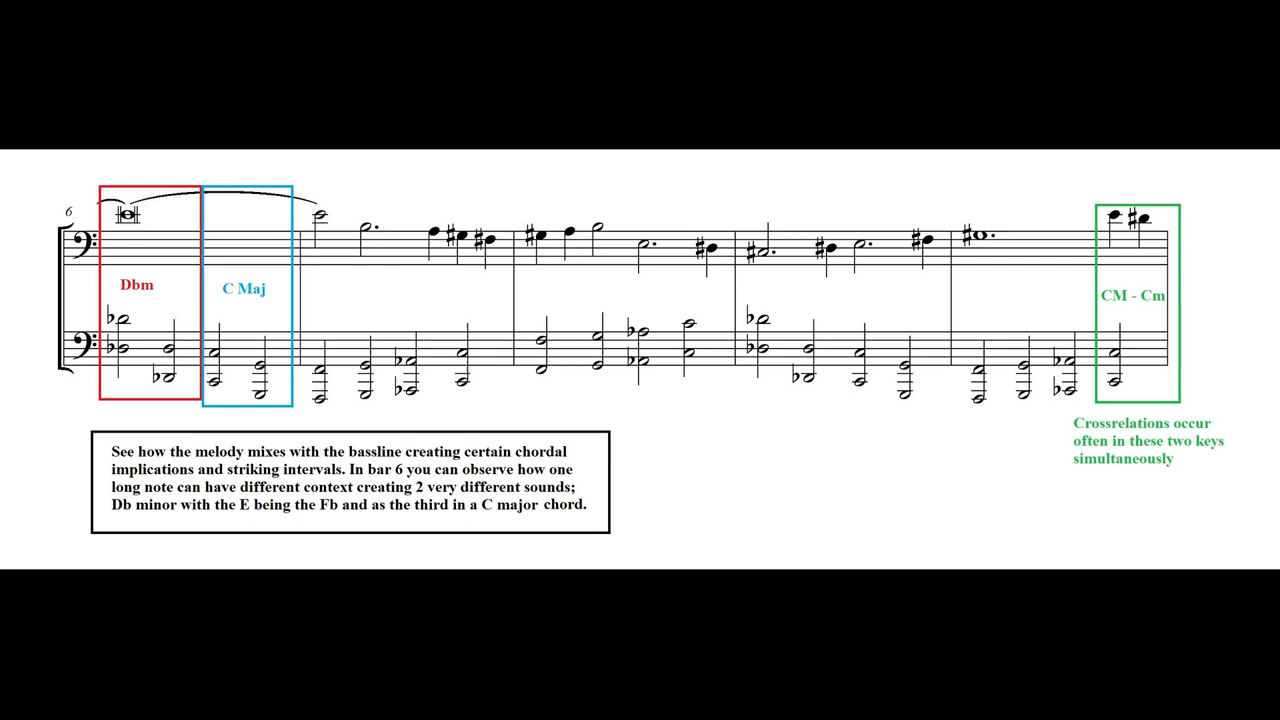 6
Dbm
C Maj
CM - Cm
See how the melody mixes with the bassline creating certain chordal
implications and striking intervals. In bar 6 you can observe how one
long note can have different context creating 2 very different sounds;
Db minor with the E being the Fb and as the third in a C major chord.
Crossrelations occur
often in these two keys
simultaneously